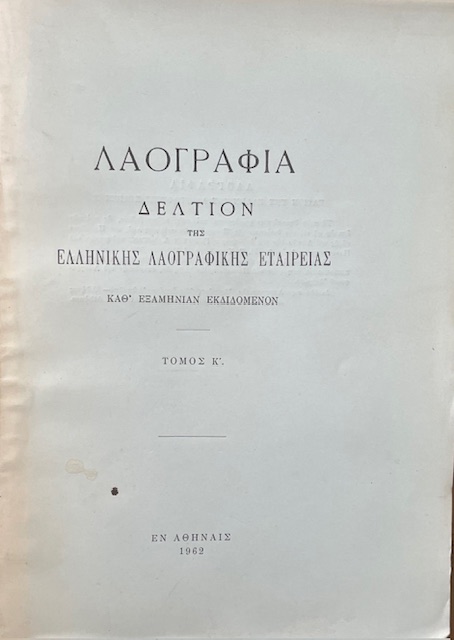 ΛΑΟΓΡΑΦΙΑ
ΔΕΛΤΙΟΝ
ΤΗΣ
ΕΛΛΗΝΙΚΗΣ ΛΑΟΓΡΑΦΙΚΗΣ ΕΤΑΙΡΕΙΑΣ
ΚΑΘ' ΕΞΑΜΗΝΙΑΝ ΕΚΔΙΔΟΜΕΝΟΝ
ΤΟΜΟΣ Κ'.
ΕΝ ΑΘΗΝΑΙΣ
1962